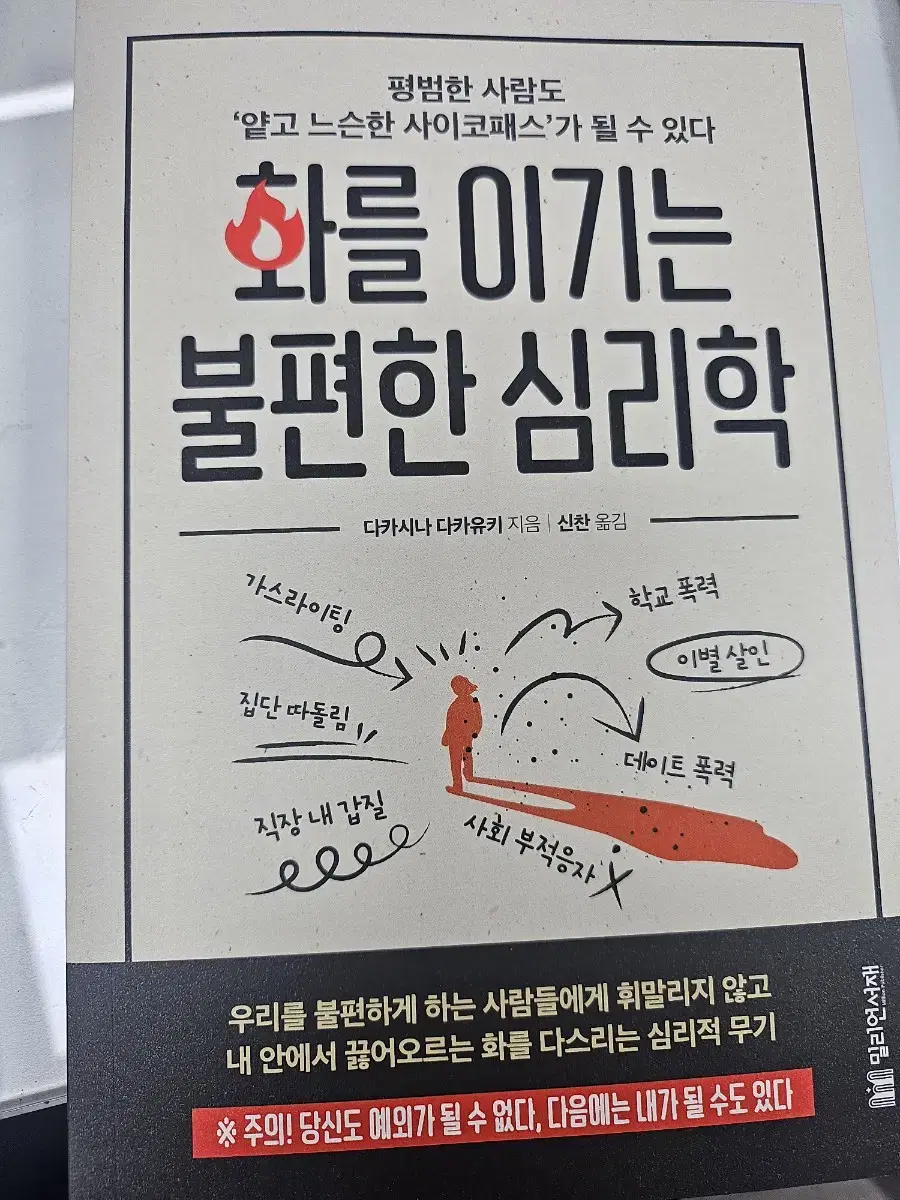 평범한 사람도
‘얕고 느슨한 사이코패스’가 될 수 있다
화를 이기는
불편한 심리학
다카시나 다카유키 지음 | 신찬 옮김
가스라이팅
학교 폭력
이별 살인
집단 따돌림
데이트 폭력
직장 내 갑질
사회 부적응자
우리를 불편하게 하는 사람들에게 휘말리지 않고
내 안에서 끓어오르는 화를 다스리는 심리적 무기
※ 주의! 당신도 예외가 될 수 없다, 다음에는 내가 될 수도 있다
밀리언서재